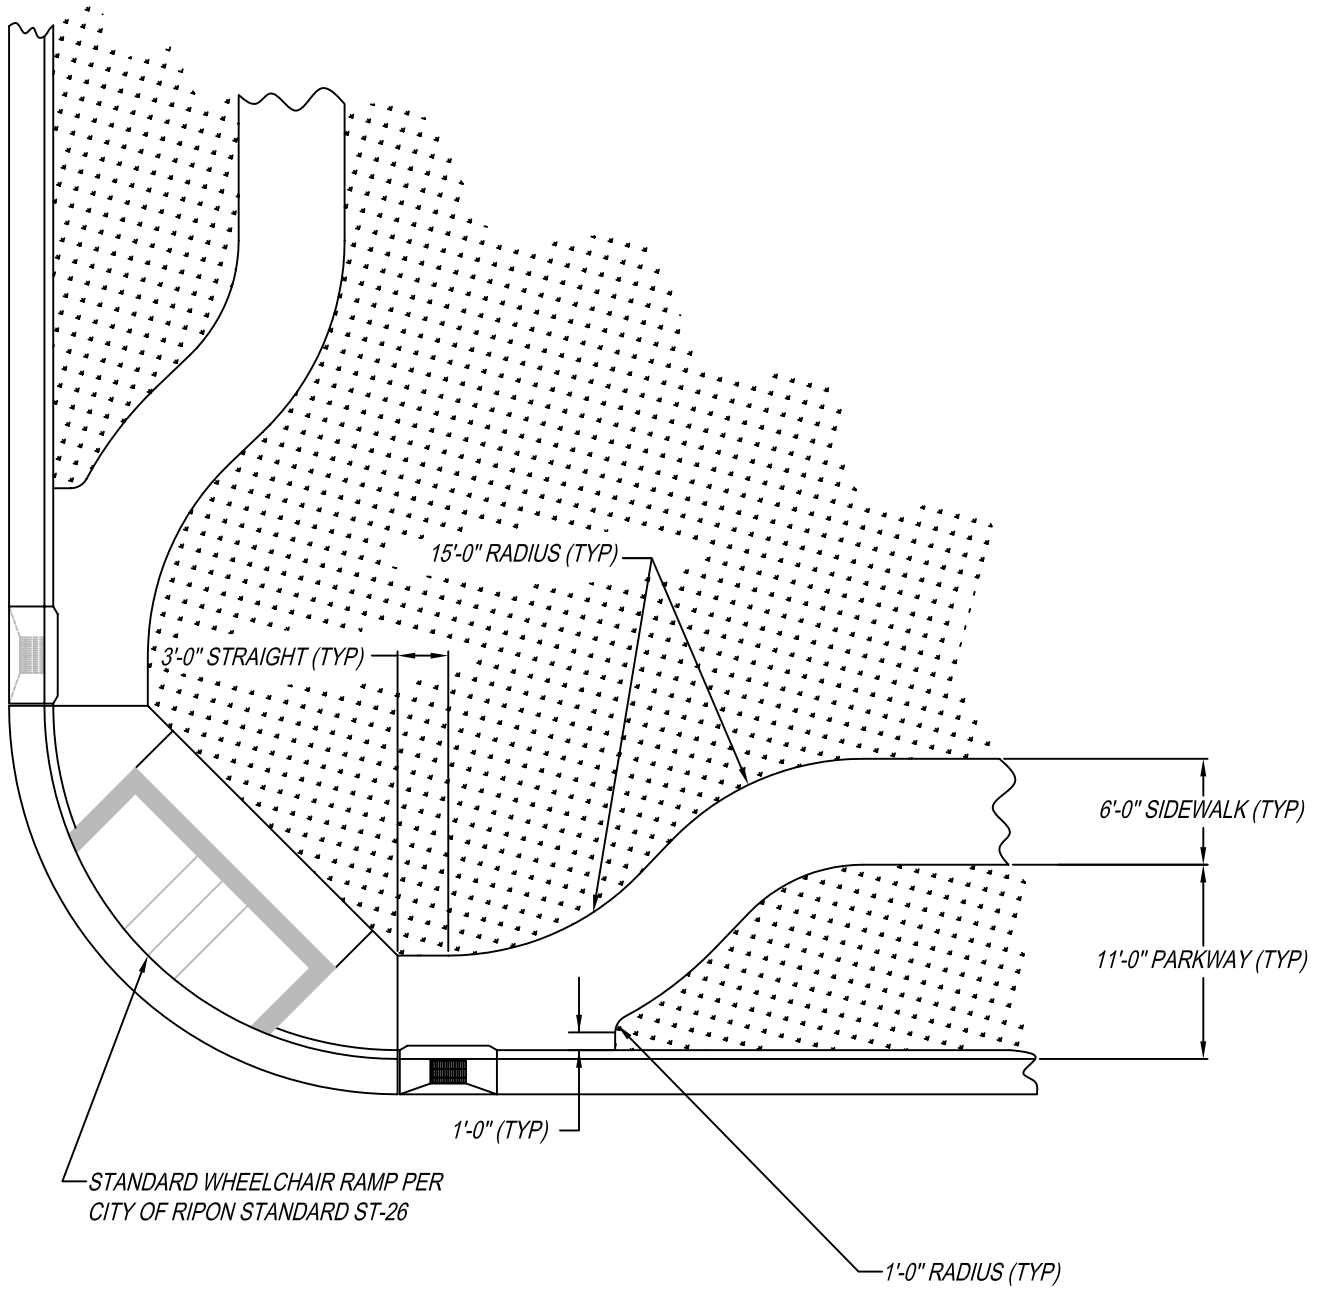 15'-0" RADIUS (TYP)
3'-0" STRAIGHT (TYP)
6'-0" SIDEWALK (TYP)
11'-0" PARKWAY (TYP)
1'-0" (TYP)
STANDARD WHEELCHAIR RAMP PER
CITY OF RIPON STANDARD ST-26
1'-0" RADIUS (TYP)